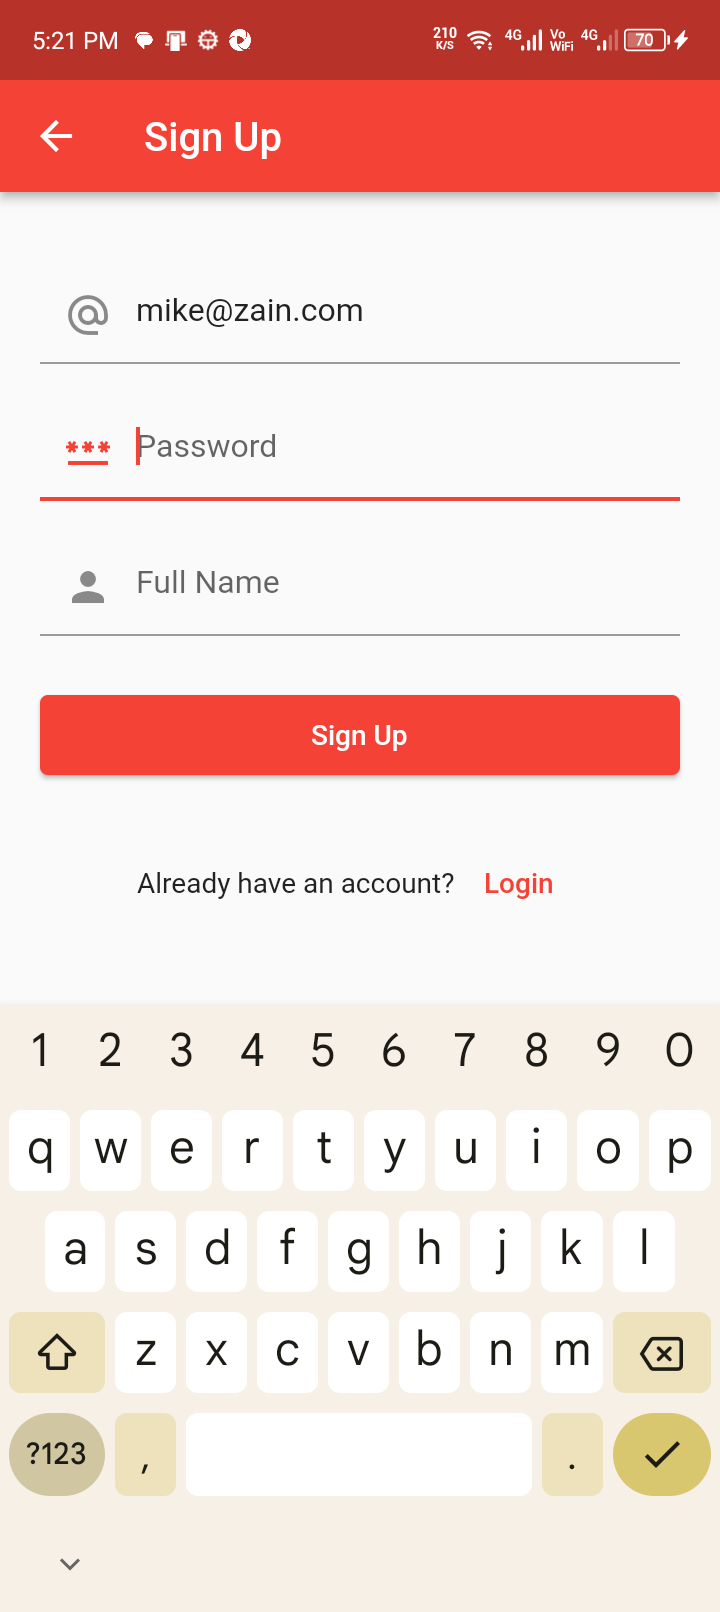 5:21 PM 210 K/S 4G Vo WiFi 4G 70
Sign Up
mike@zain.com
*** Password
Full Name
Sign Up
Already have an account? Login
1 2 3 4 5 6 7 8 9 0
q w e r t y u i o p
a s d f g h j k l
z x c v b n m
?123 , .